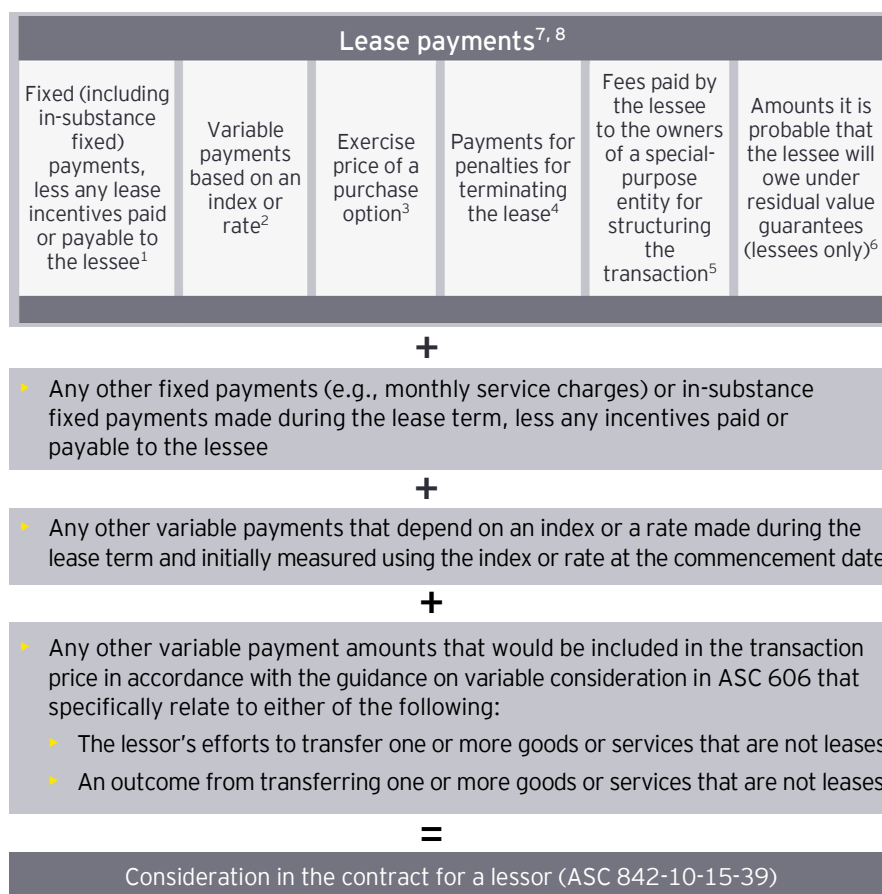 Lease payments7, 8
Fixed (including
in-substance
fixed)
payments,
less any lease
incentives paid
or payable to
the lessee1
Variable
payments
based on an
index or
rate2
Exercise
price of a
purchase
option3
Payments for
penalties for
terminating
the lease4
Fees paid by
the lessee
to the owners
of a special-
purpose
entity for
structuring
the
transaction5
Amounts it is
probable that
the lessee will
owe under
residual value
guarantees
(lessees only)6
+
► Any other fixed payments (e.g., monthly service charges) or in-substance
fixed payments made during the lease term, less any incentives paid or
payable to the lessee
+
► Any other variable payments that depend on an index or a rate made during the
lease term and initially measured using the index or rate at the commencement date
+
► Any other variable payment amounts that would be included in the transaction
price in accordance with the guidance on variable consideration in ASC 606 that
specifically relate to either of the following:
► The lessor's efforts to transfer one or more goods or services that are not leases
► An outcome from transferring one or more goods or services that are not leases
=
Consideration in the contract for a lessor (ASC 842-10-15-39)